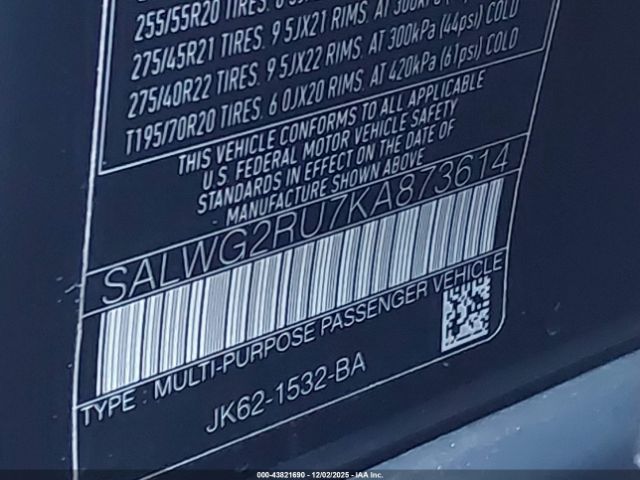 255/55R20 TIRES,
275/45R21 TIRES, 9 5JX21 RIMS, AT 300kPa
275/40R22 TIRES, 9 5JX22 RIMS, AT 300kPa (44psi) COLD
T195/70R20 TIRES, 6 0JX20 RIMS, AT 420kPa (61psi) COLD
THIS VEHICLE CONFORMS TO ALL APPLICABLE
U.S. FEDERAL MOTOR VEHICLE SAFETY
STANDARDS IN EFFECT ON THE DATE OF
MANUFACTURE SHOWN ABOVE
SALWG2RU7KA873614
TYPE : MULTI-PURPOSE PASSENGER VEHICLE
JK62-1532-BA
000-43821690 - 12/02/2025 - IAA Inc.